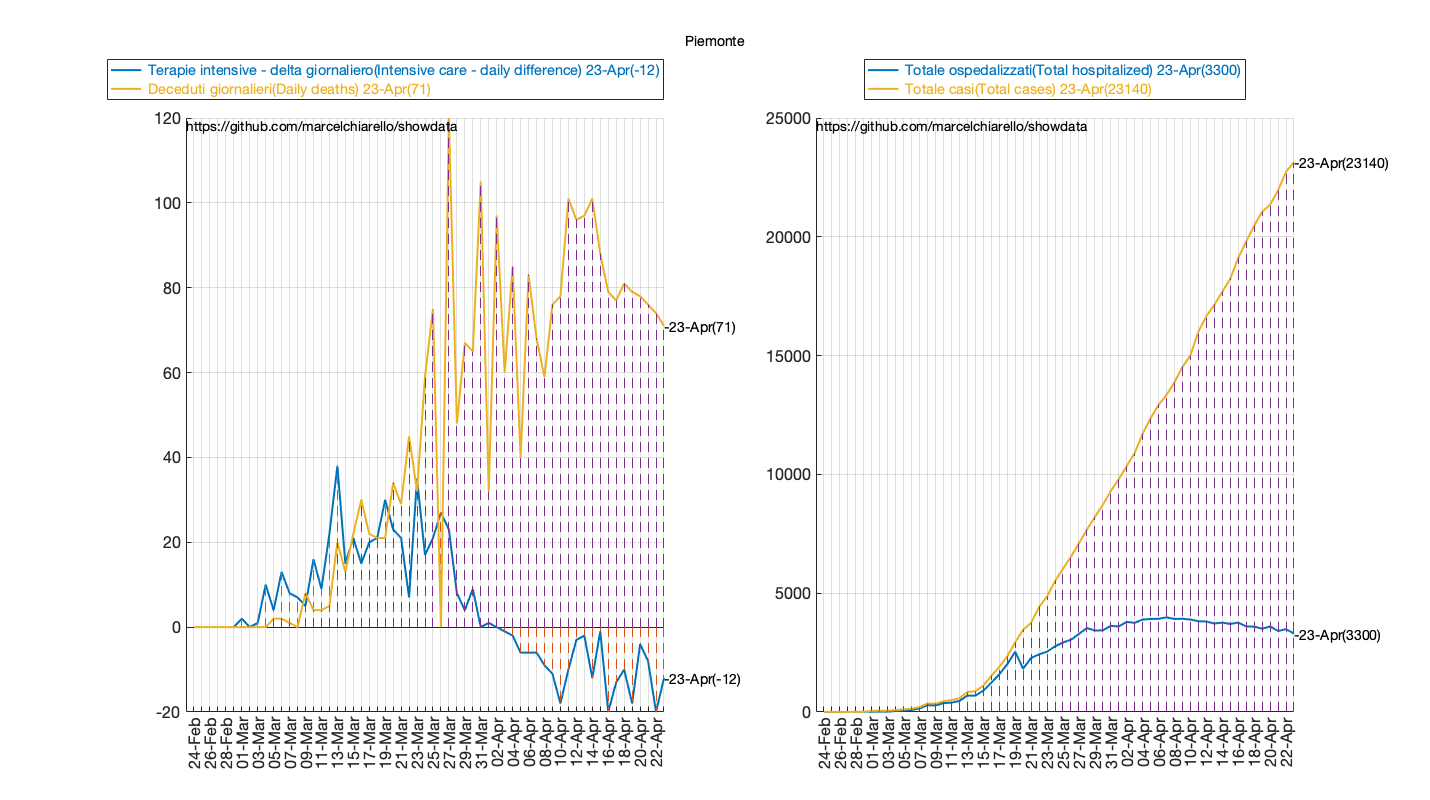 Piemonte
Terapie intensive - delta giornaliero(Intensive care - daily difference) 23-Apr(-12)
Deceduti giornalieri(Daily deaths) 23-Apr(71)
Totale ospedalizzati(Total hospitalized) 23-Apr(3300)
Totale casi(Total cases) 23-Apr(23140)
https://github.com/marcelchiarello/showdata
120
100
80
60
40
20
0
-20
-23-Apr(71)
-23-Apr(-12)
24-Feb
26-Feb
28-Feb
01-Mar
03-Mar
05-Mar
07-Mar
09-Mar
11-Mar
13-Mar
15-Mar
17-Mar
19-Mar
21-Mar
23-Mar
25-Mar
27-Mar
29-Mar
31-Mar
02-Apr
04-Apr
06-Apr
08-Apr
10-Apr
12-Apr
14-Apr
16-Apr
18-Apr
20-Apr
22-Apr
https://github.com/marcelchiarello/showdata
25000
20000
15000
10000
5000
0
-23-Apr(23140)
-23-Apr(3300)
24-Feb
26-Feb
28-Feb
01-Mar
03-Mar
05-Mar
07-Mar
09-Mar
11-Mar
13-Mar
15-Mar
17-Mar
19-Mar
21-Mar
23-Mar
25-Mar
27-Mar
29-Mar
31-Mar
02-Apr
04-Apr
06-Apr
08-Apr
10-Apr
12-Apr
14-Apr
16-Apr
18-Apr
20-Apr
22-Apr